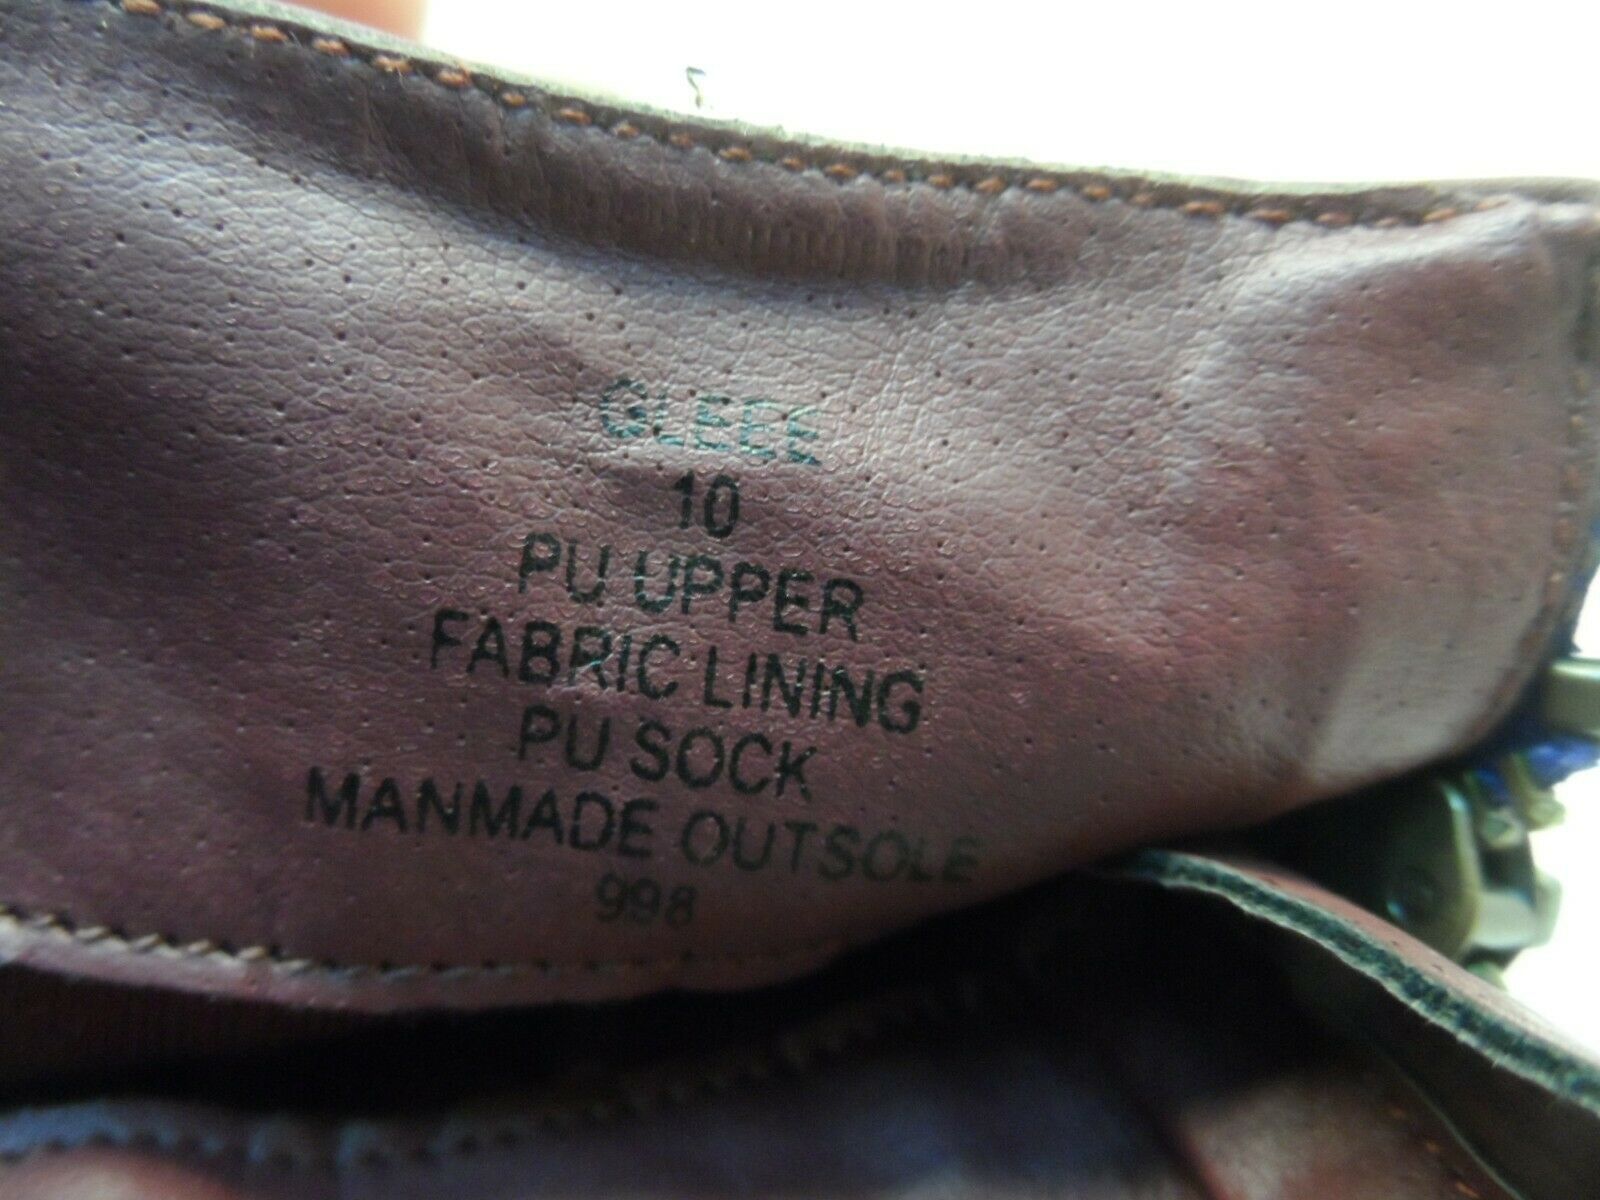 GLEEE
10
PU UPPER
FABRIC LINING
PU SOCK
MANMADE OUTSOLE
998